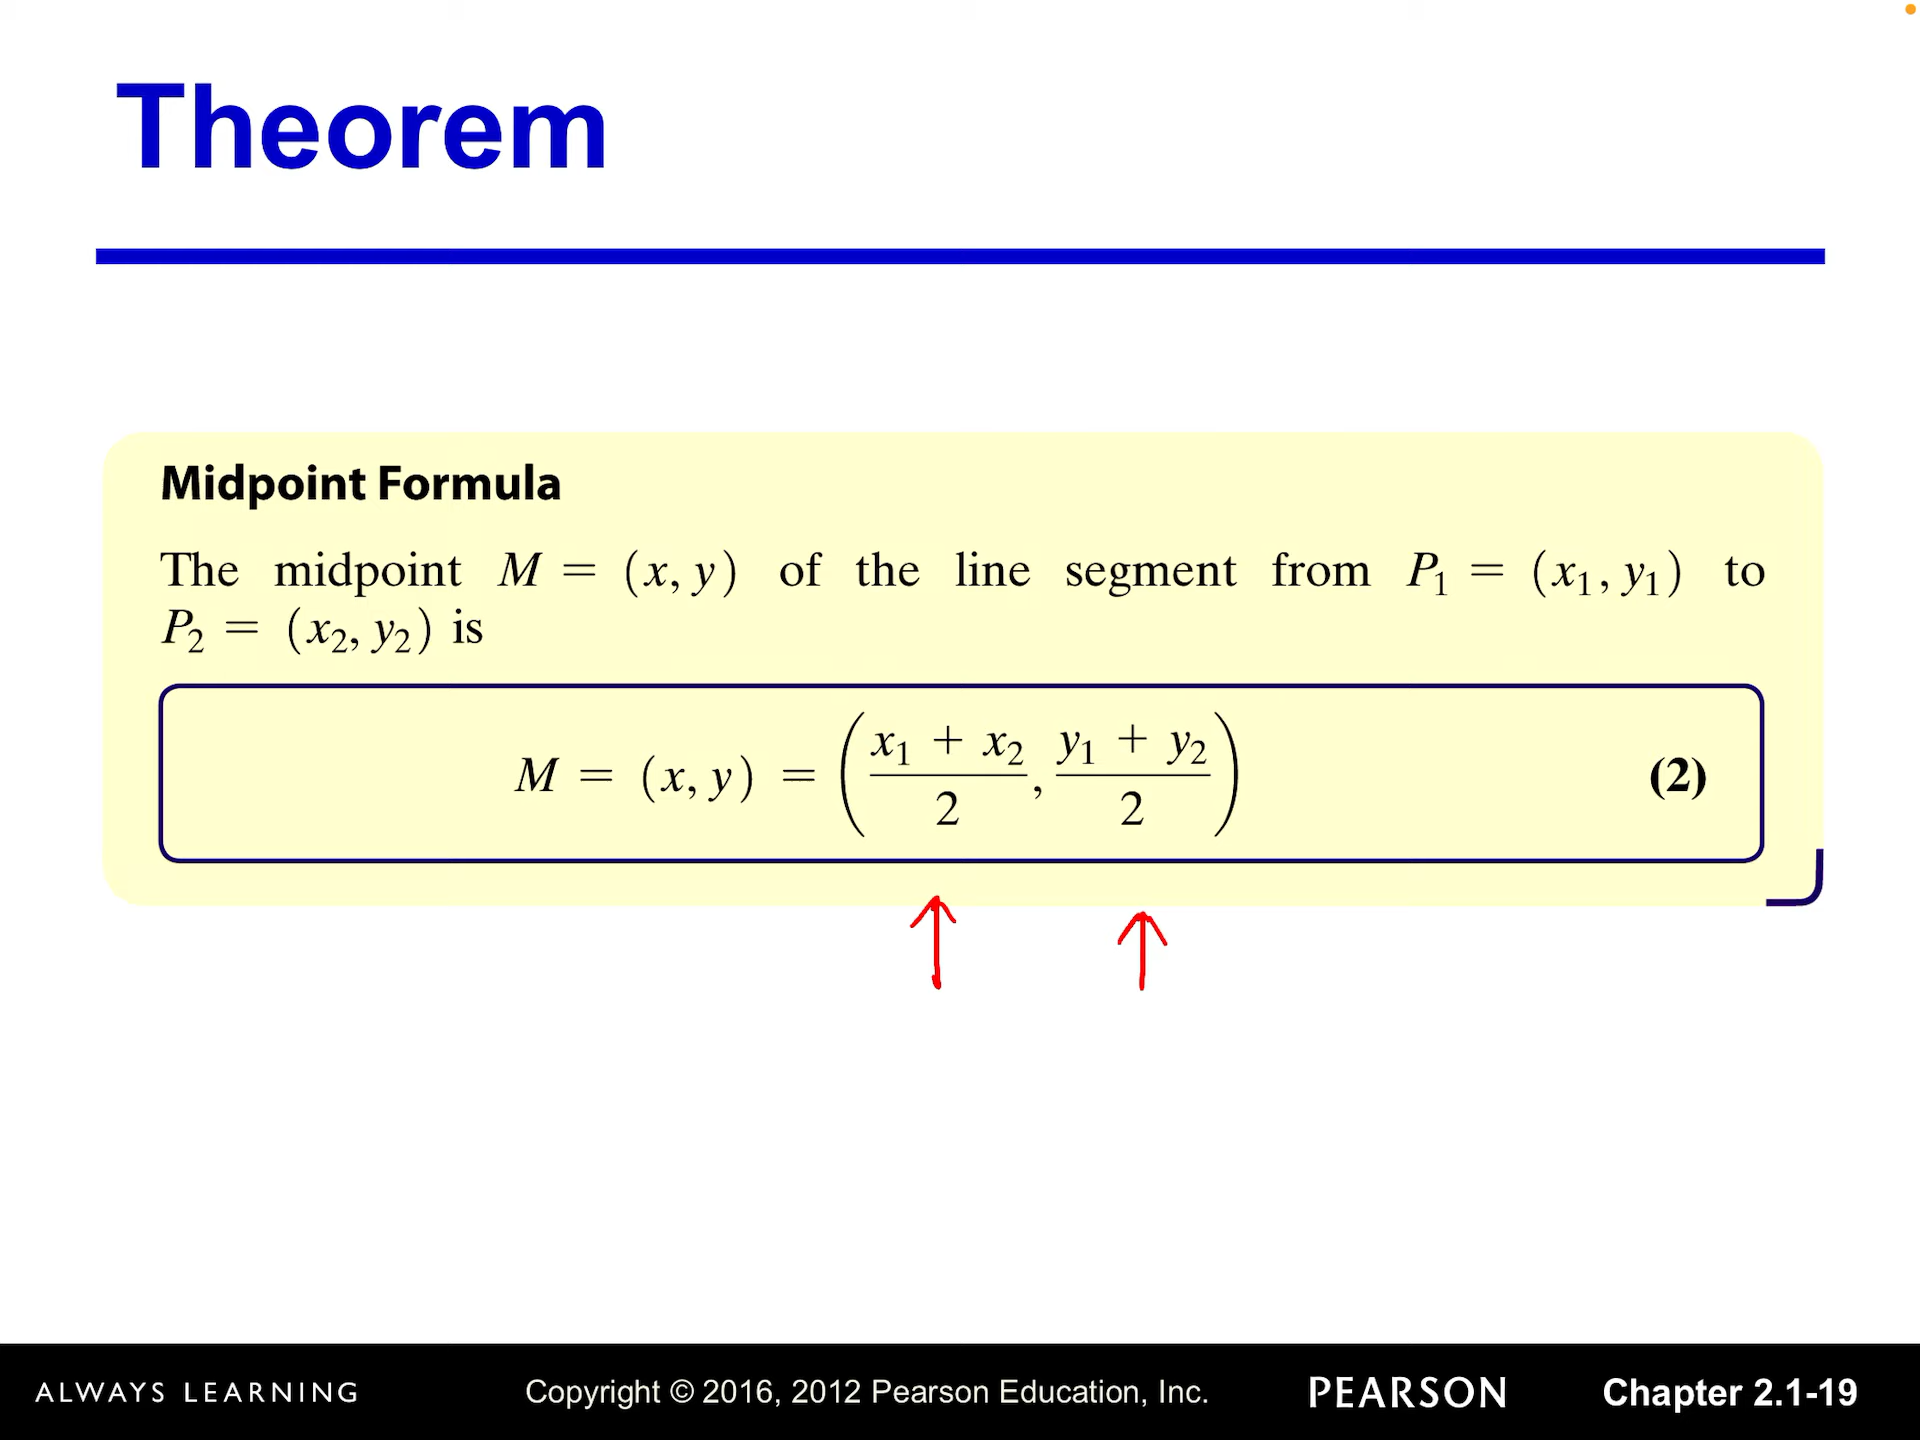 Theorem
Midpoint Formula
The midpoint M = (x, y) of the line segment from P₁ = (x₁, y₁) to
P₂ = (x₂, y₂) is
M = (x, y) = ( (x₁ + x₂)/2 , (y₁ + y₂)/2 ) (2)
ALWAYS LEARNING Copyright © 2016, 2012 Pearson Education, Inc. PEARSON Chapter 2.1-19